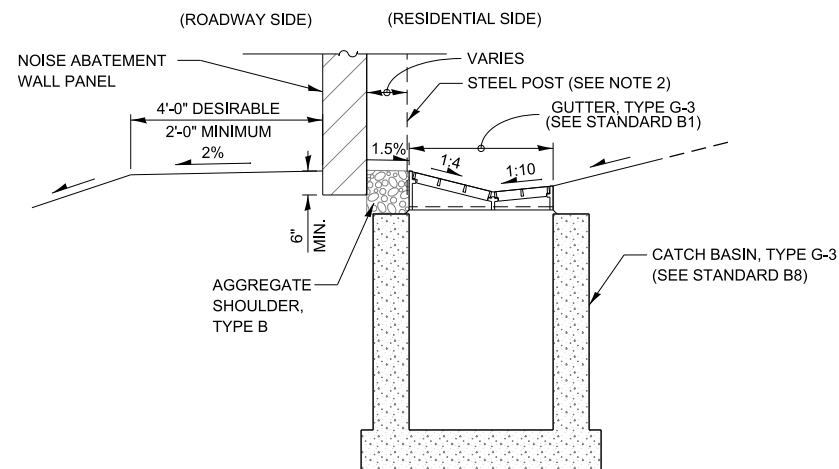 (ROADWAY SIDE)
(RESIDENTIAL SIDE)
NOISE ABATEMENT
WALL PANEL
VARIES
STEEL POST (SEE NOTE 2)
GUTTER, TYPE G-3
(SEE STANDARD B1)
4'-0" DESIRABLE
2'-0" MINIMUM
2%
1.5%
1:4
1:10
6"
MIN.
AGGREGATE
SHOULDER,
TYPE B
CATCH BASIN, TYPE G-3
(SEE STANDARD B8)